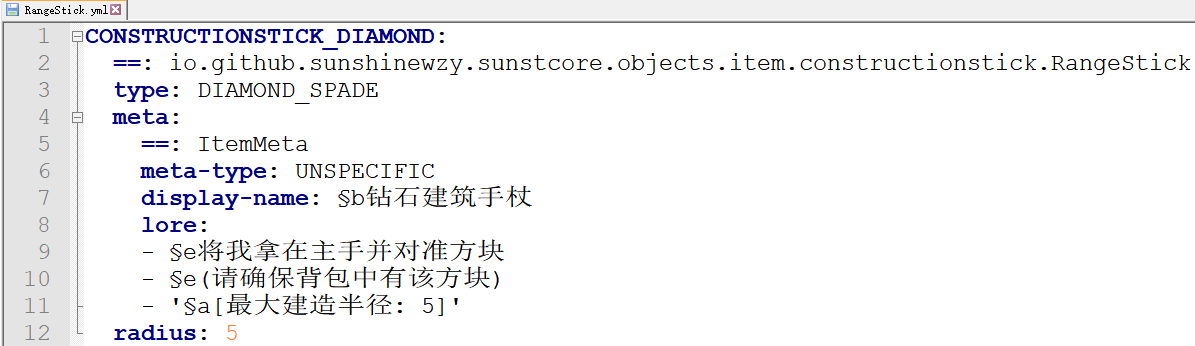 RangeStick.yml
1 CONSTRUCTIONSTICK_DIAMOND:
2 ==: io.github.sunshinewzy.sunstcore.objects.item.constructionstick.RangeStick
3 type: DIAMOND_SPADE
4 meta:
5 ==: ItemMeta
6 meta-type: UNSPECIFIC
7 display-name: §b钻石建筑手杖
8 lore:
9 - §e将我拿在主手并对准方块
10 - §e(请确保背包中有该方块)
11 - '§a[最大建造半径: 5]'
12 radius: 5